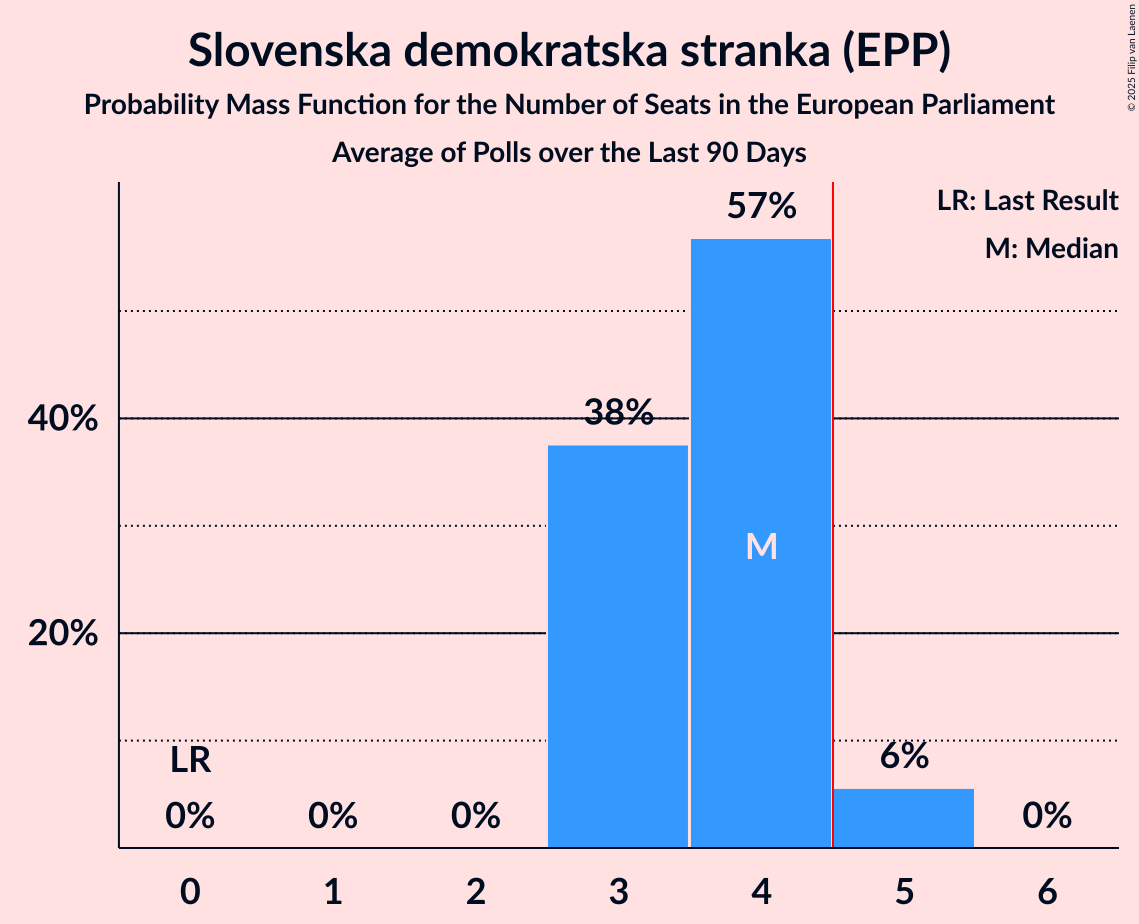 Slovenska demokratska stranka (EPP)
Probability Mass Function for the Number of Seats in the European Parliament
Average of Polls over the Last 90 Days
© 2025 Filip van Laenen
LR: Last Result
M: Median
57%
40%
38%
M
20%
LR
6%
0% 0% 0% 0%
0 1 2 3 4 5 6